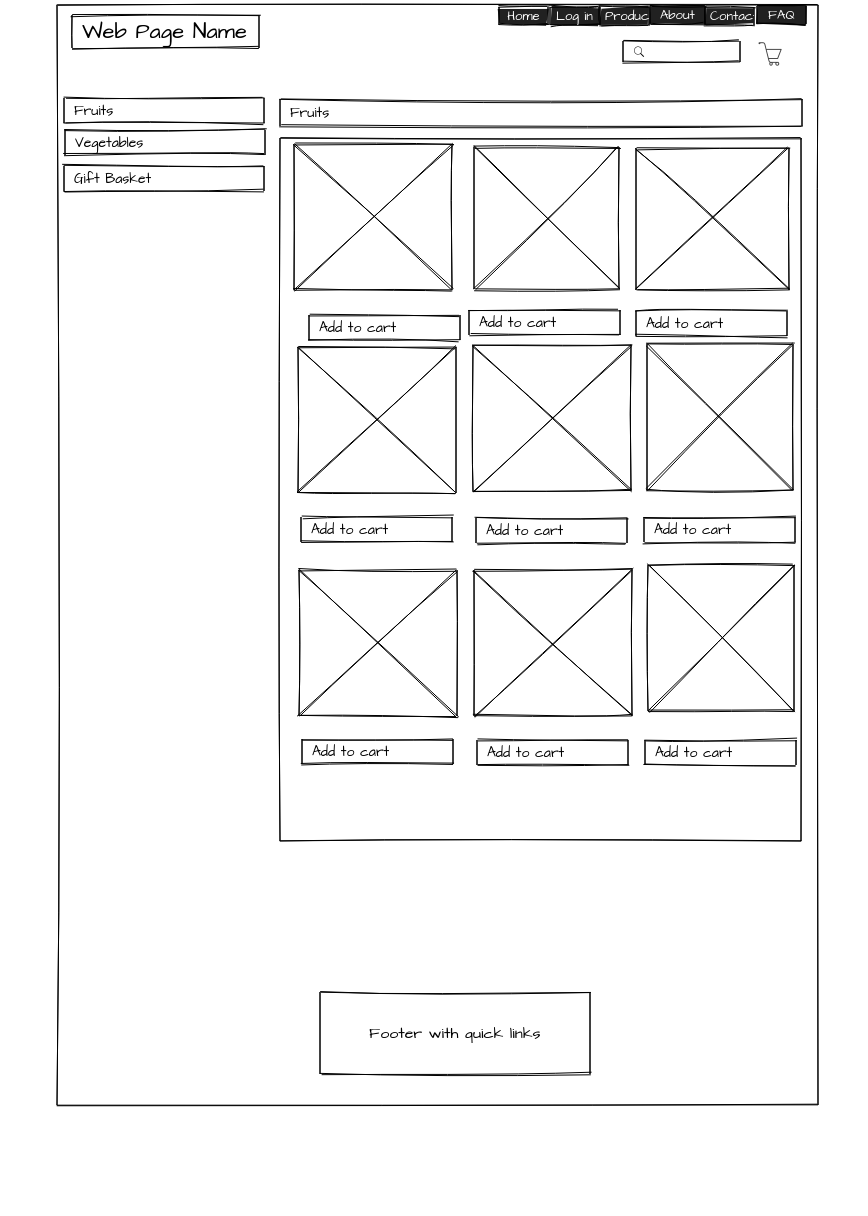 Home Log in Produc About Contac FAQ
Web Page Name
Fruits
Vegetables
Gift Basket
Fruits
Add to cart Add to cart Add to cart
Add to cart Add to cart Add to cart
Add to cart Add to cart Add to cart
Footer with quick links